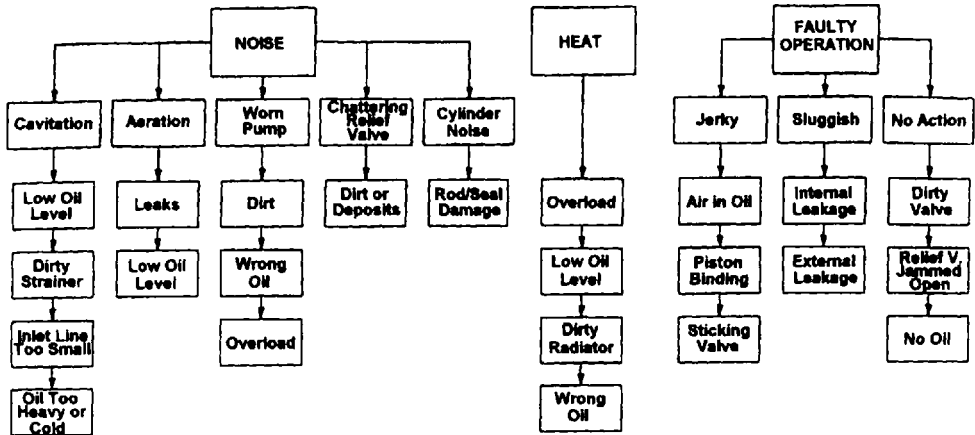 NOISE
HEAT
FAULTY
OPERATION
Cavitation
Aeration
Worn
Pump
Chattering
Relief
Valve
Cylinder
Noise
Jerky
Sluggish
No Action
Low Oil
Level
Leaks
Dirt
Dirt or
Deposits
Rod/Seal
Damage
Overload
Air in Oil
Internal
Leakage
Dirty
Valve
Dirty
Strainer
Low Oil
Level
Wrong
Oil
Low Oil
Level
Piston
Binding
External
Leakage
Relief V.
Jammed
Open
Inlet Line
Too Small
Overload
Dirty
Radiator
Sticking
Valve
No Oil
Oil Too
Heavy or
Cold
Wrong
Oil